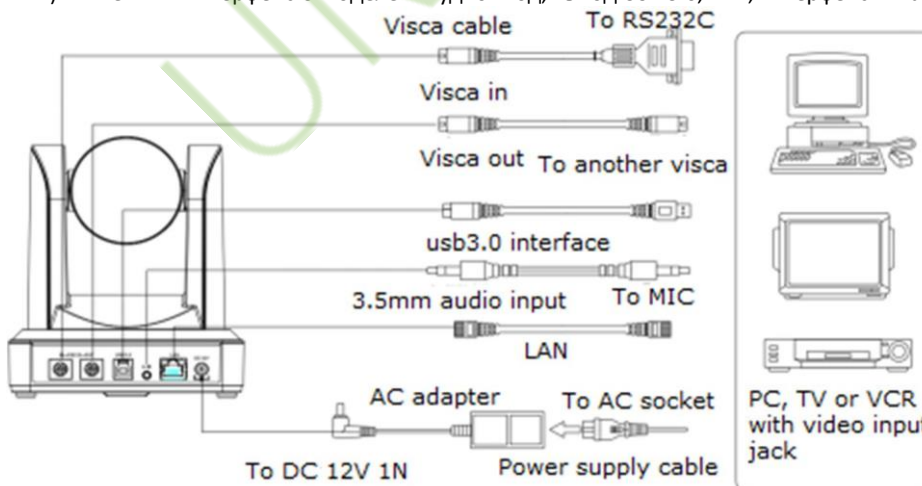 Visca cable
To RS232C
Visca in
Visca out
To another visca
usb3.0 interface
3.5mm audio input
To MIC
LAN
AC adapter
To AC socket
To DC 12V 1N
Power supply cable
PC, TV or VCR
with video input
jack